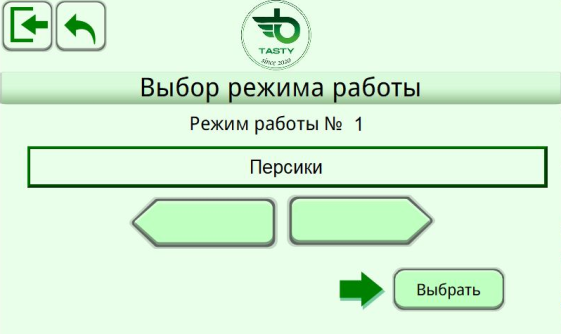 TASTY
since 2020
Выбор режима работы
Режим работы № 1
Персики
Выбрать